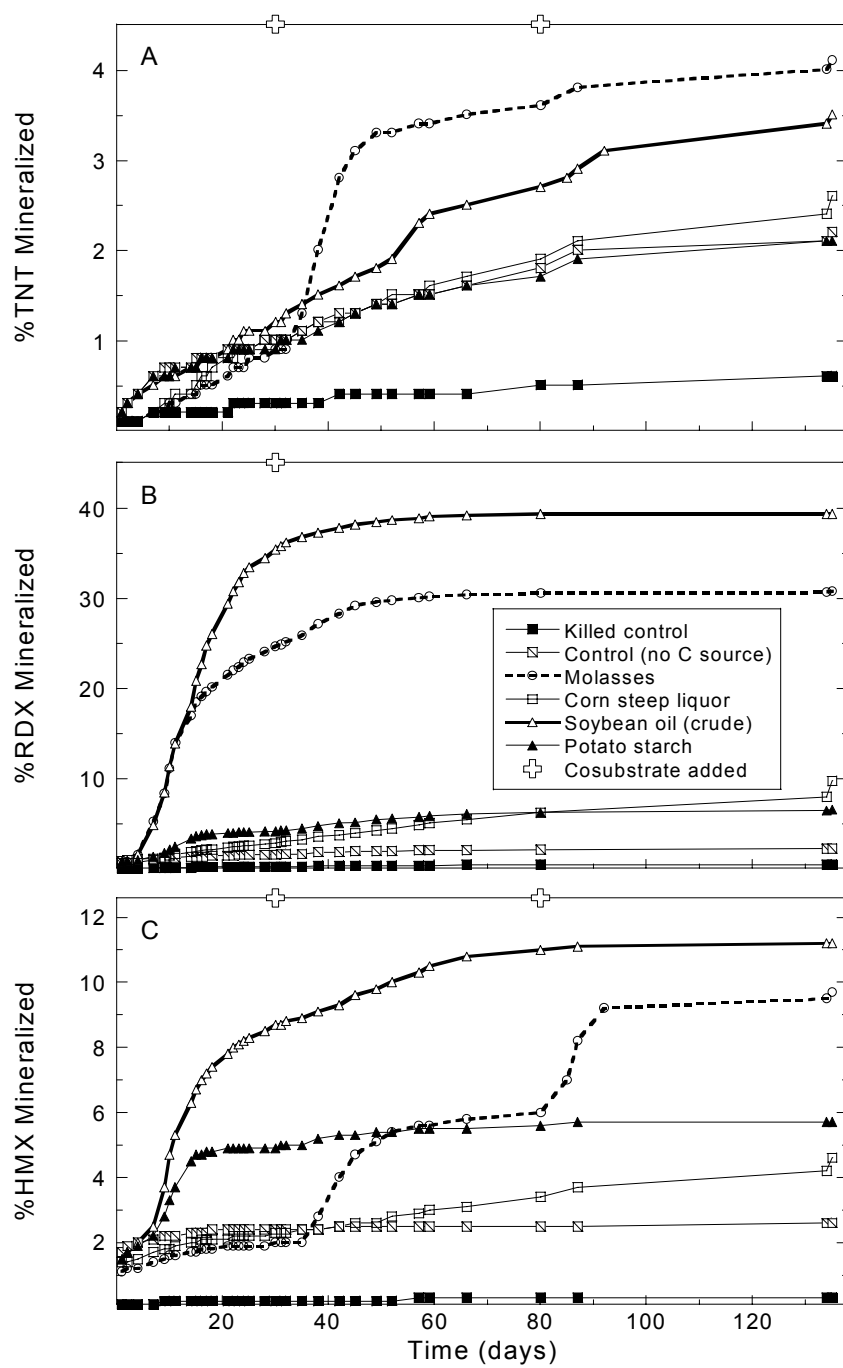 A
4
3
2
1
%TNT Mineralized
B
40
30
20
10
%RDX Mineralized
Killed control
Control (no C source)
Molasses
Corn steep liquor
Soybean oil (crude)
Potato starch
Cosubstrate added
C
12
10
8
6
4
2
%HMX Mineralized
20 40 60 80 100 120
Time (days)